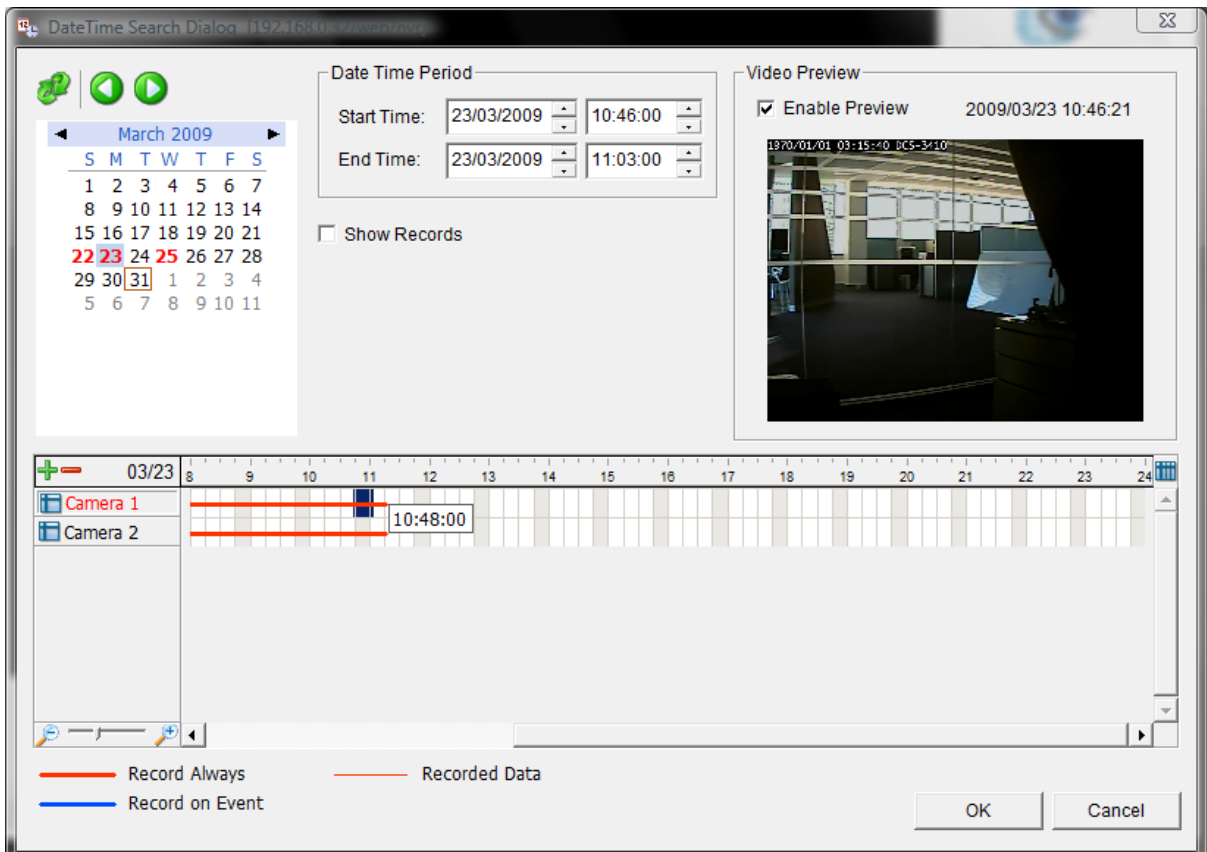 DateTime Search Dialog [192.168.0.32/web/nvr]
Date Time Period
Start Time: 23/03/2009 10:46:00
End Time: 23/03/2009 11:03:00
Show Records
Video Preview
Enable Preview 2009/03/23 10:46:21
1970/01/01 03:15:40 DCS-3410
March 2009
S M T W T F S
1 2 3 4 5 6 7
8 9 10 11 12 13 14
15 16 17 18 19 20 21
22 23 24 25 26 27 28
29 30 31 1 2 3 4
5 6 7 8 9 10 11
03/23 8 9 10 11 12 13 14 15 16 17 18 19 20 21 22 23 24
Camera 1
10:48:00
Camera 2
Record Always
Recorded Data
Record on Event
OK
Cancel